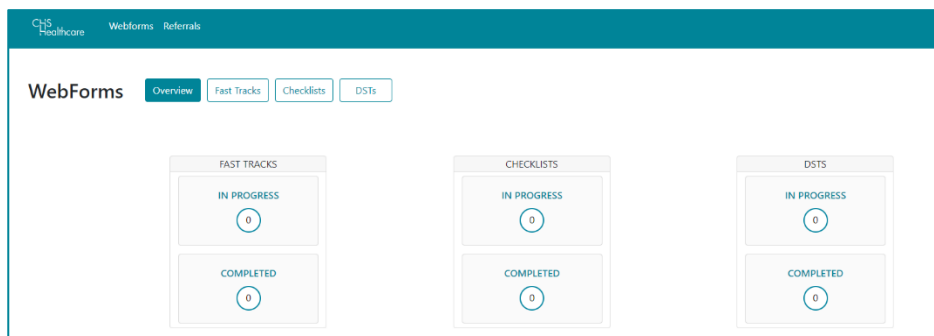 CHS
Healthcare
Webforms Referrals
WebForms Overview Fast Tracks Checklists DSTs
FAST TRACKS CHECKLISTS DSTS
IN PROGRESS IN PROGRESS IN PROGRESS
0 0 0
COMPLETED COMPLETED COMPLETED
0 0 0